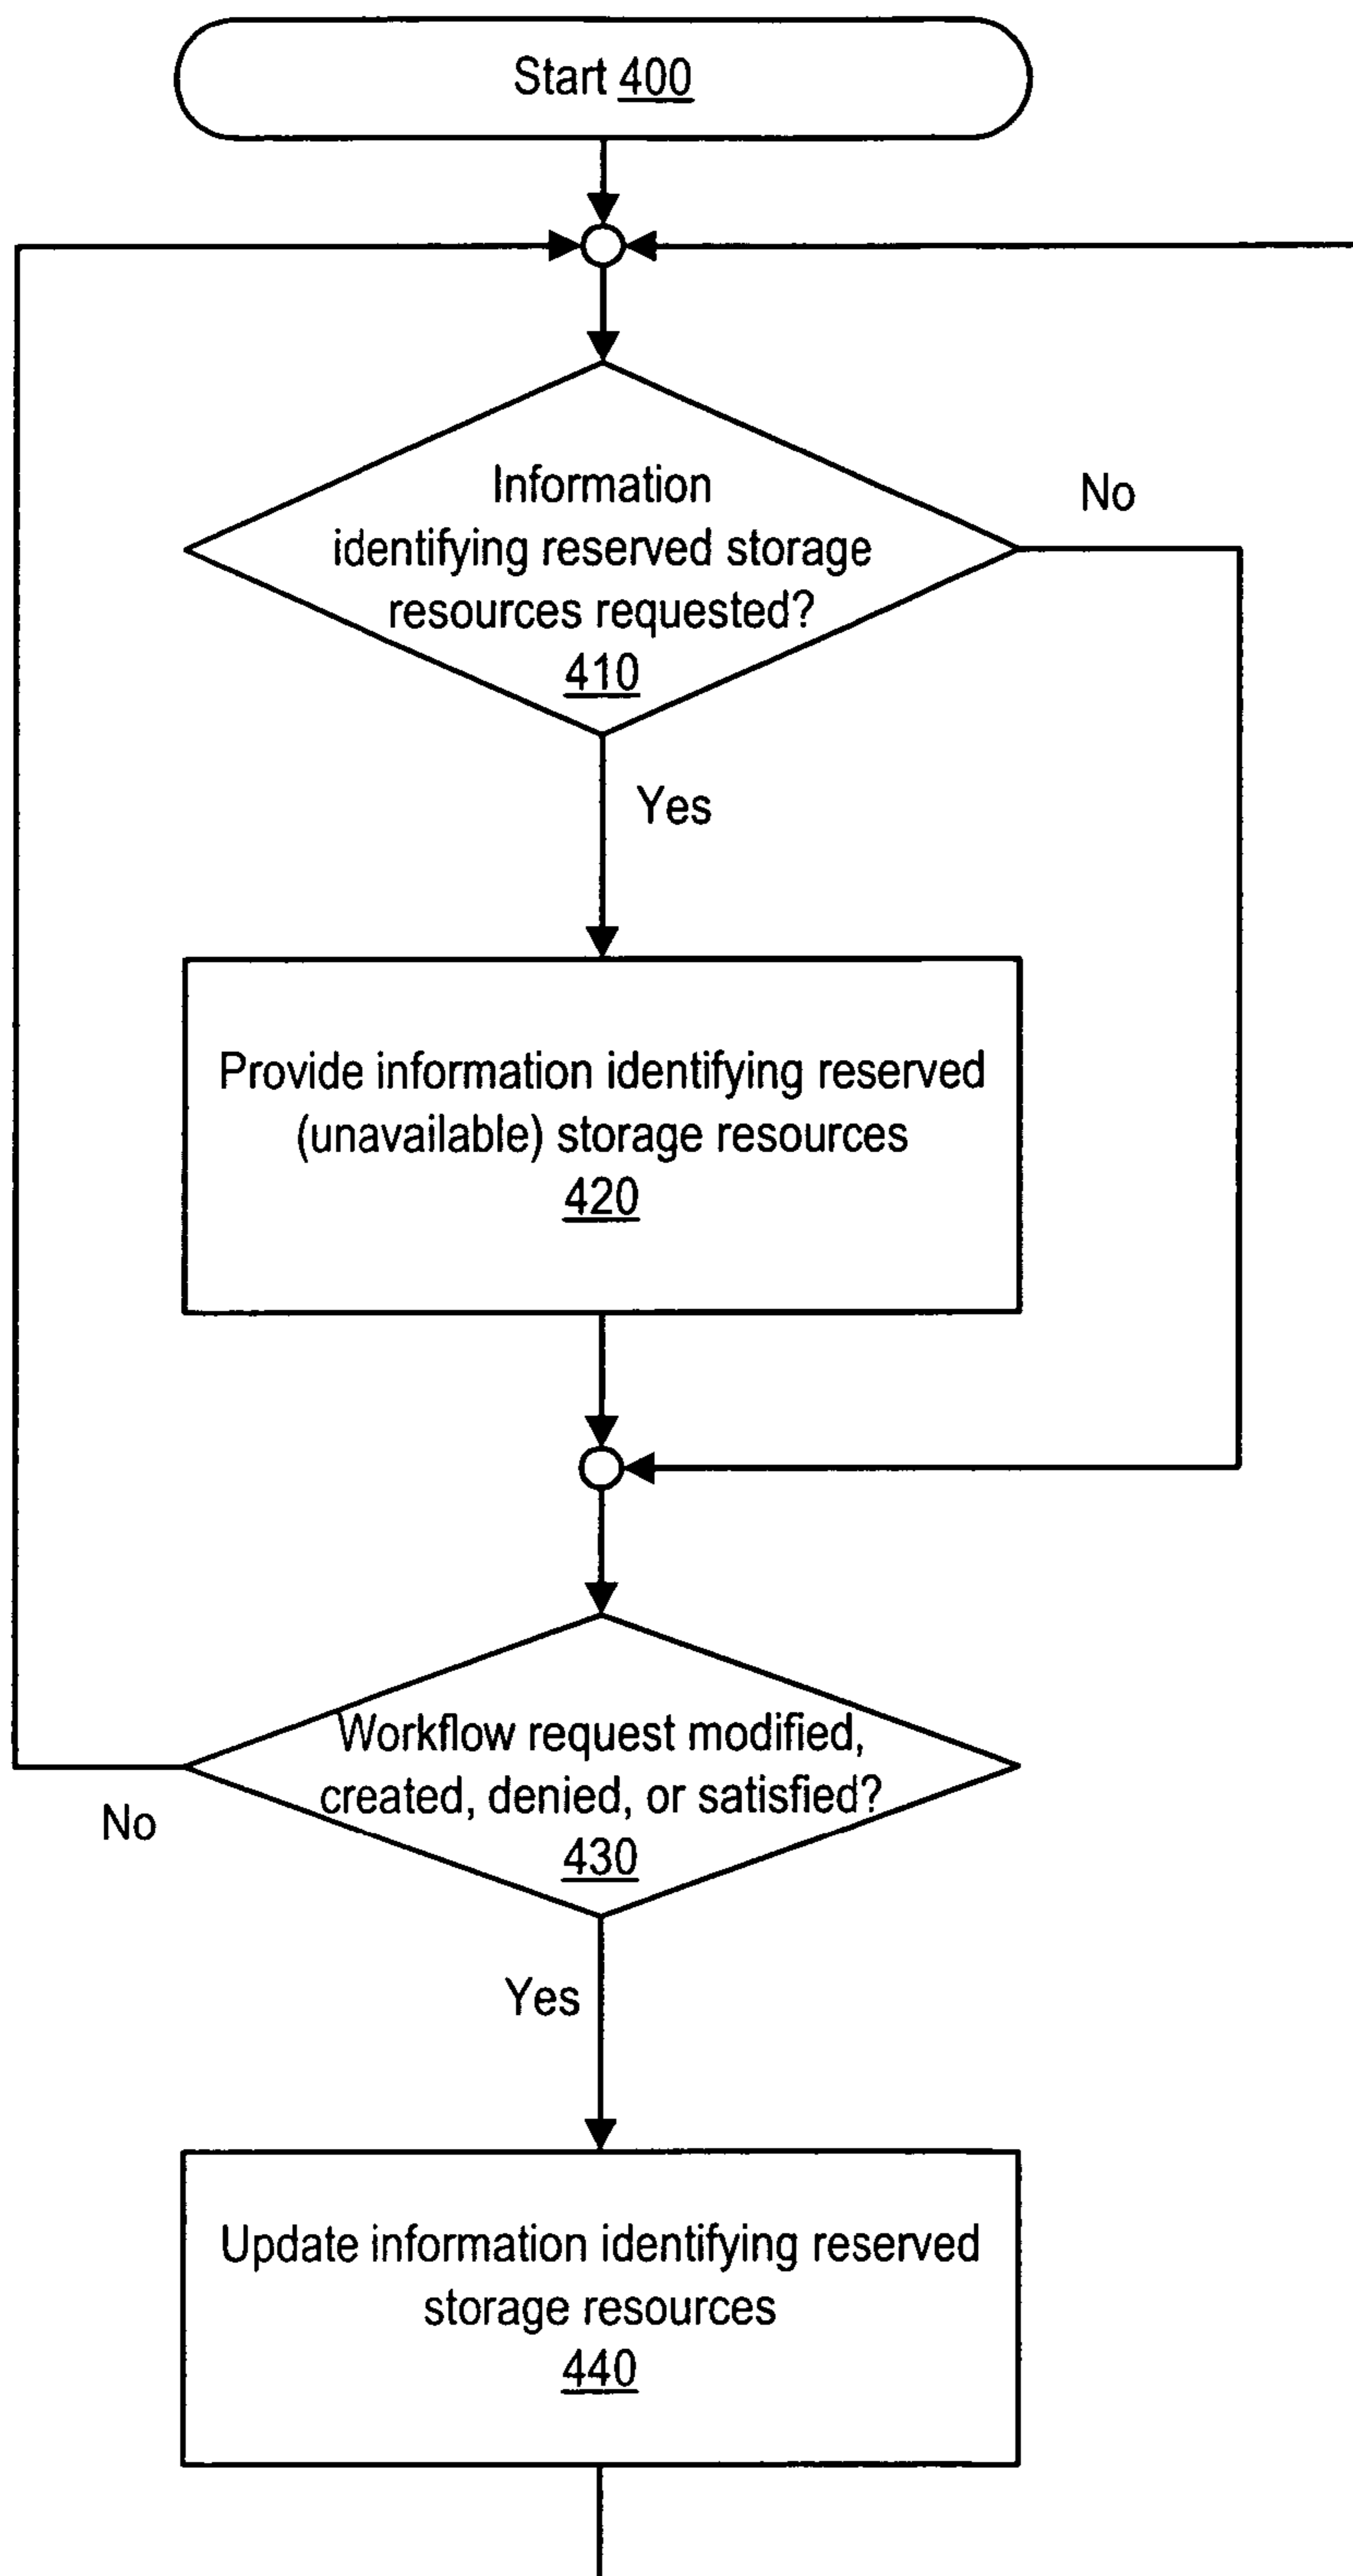 Start 400
Information
identifying reserved storage
resources requested?
410
No
Yes
Provide information identifying reserved
(unavailable) storage resources
420
Workflow request modified,
created, denied, or satisfied?
430
No
Yes
Update information identifying reserved
storage resources
440